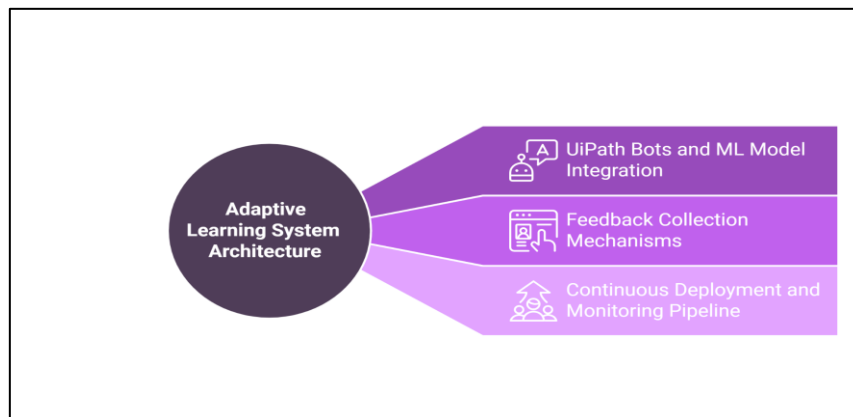 Adaptive
Learning System
Architecture
A
UiPath Bots and ML Model
Integration
Feedback Collection
Mechanisms
Continuous Deployment and
Monitoring Pipeline